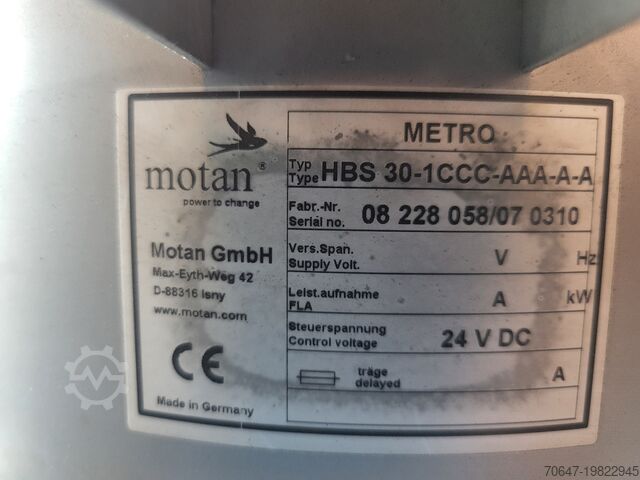 motan®
power to change
Motan GmbH
Max-Eyth-Weg 42
D-88316 Isny
www.motan.com
CE
Made in Germany
METRO
Typ
Type HBS 30-1CCC-AAA-A-A
Fabr.-Nr.
Serial no. 08 228 058/07 0310
Vers.Span.
Supply Volt. V Hz
Leist.aufnahme
FLA A kW
Steuerspannung
Control voltage 24 V DC
träge
delayed A
70647-19822945